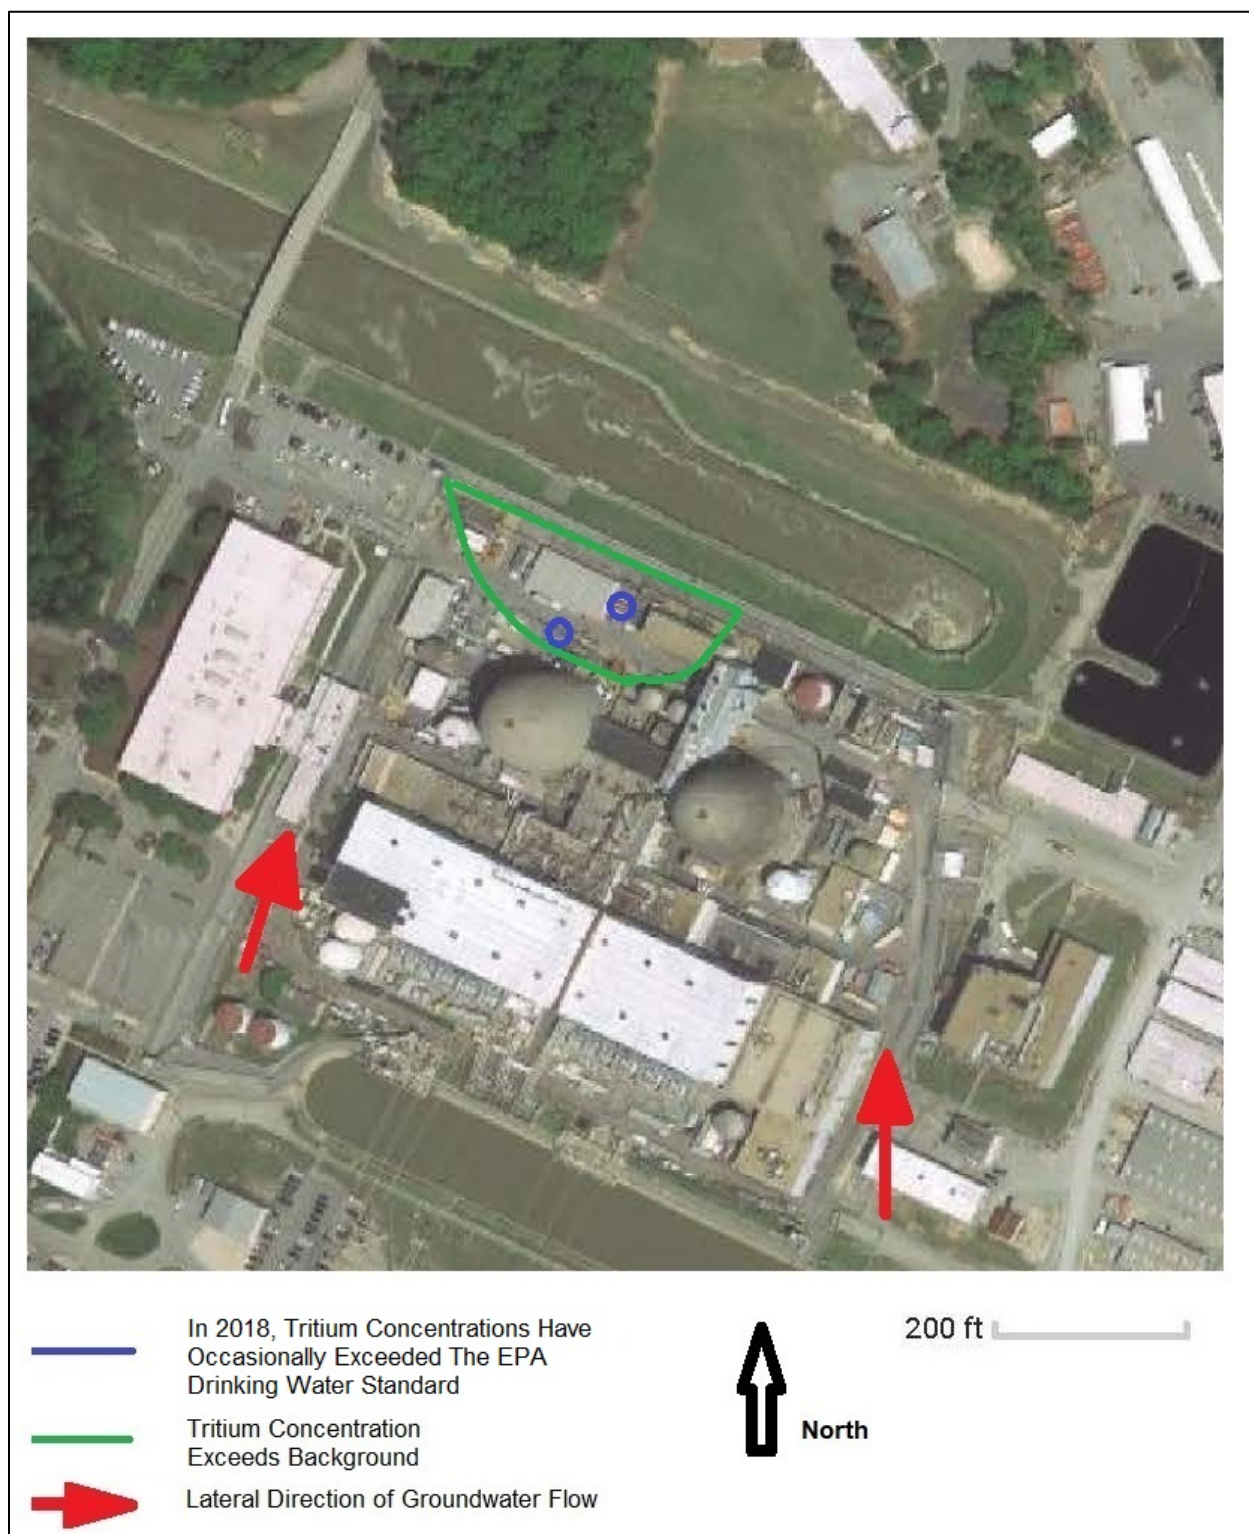 In 2018, Tritium Concentrations Have
Occasionally Exceeded The EPA
Drinking Water Standard
Tritium Concentration
Exceeds Background
Lateral Direction of Groundwater Flow
North
200 ft